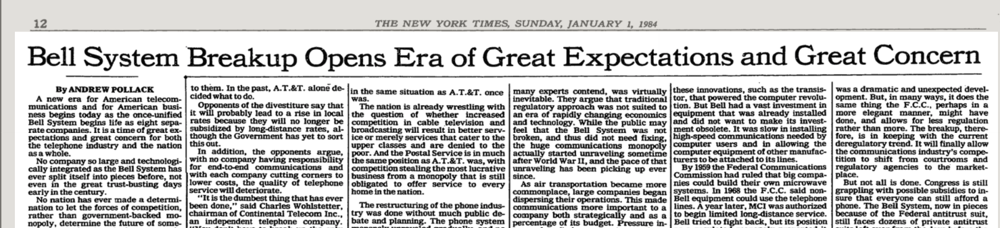 12
THE NEW YORK TIMES, SUNDAY, JANUARY 1, 1984
Bell System Breakup Opens Era of Great Expectations and Great Concern
By ANDREW POLLACK
A new era for American telecom-
munications and for American busi-
ness begins today as the once-unified
Bell System begins life as eight sepa-
rate companies. It is a time of great ex-
pectations and great concern for both
the telephone industry and the nation
as a whole.
No company so large and technologi-
cally integrated as the Bell System has
ever split itself into pieces before, not
even in the great trust-busting days
early in the century.
No nation has ever made a determi-
nation to let the forces of competition,
rather than government-backed mo-
nopoly, determine the future of some-
to them. In the past, A.T.&T. alone de-
cided what to do.
Opponents of the divestiture say that
it will probably lead to a rise in local
rates because they will no longer be
subsidized by long-distance rates, al-
though the Government has yet to sort
this out.
In addition, the opponents argue,
with no company having responsibility
for end-to-end communications and
with each company cutting corners to
lower costs, the quality of telephone
service will deteriorate.
"It is the dumbest thing that has ever
been done," said Charles Wohlstetter,
chairman of Continental Telecom Inc.,
an independent telephone company.
in the same situation as A.T.&T. once
was.
The nation is already wrestling with
the question of whether increased
competition in cable television and
broadcasting will result in better serv-
ice or merely services that cater to the
upper classes and are denied to the
poor. And the Postal Service is in much
the same position as A.T.&T. was, with
competition stealing the most lucrative
business from a monopoly that is still
obligated to offer service to every
home in the nation.
The restructuring of the phone indus-
try was done without much public de-
bate and planning. The phone system
many experts contend, was virtually
inevitable. They argue that traditional
regulatory approach was not suited to
an era of rapidly changing economics
and technology. While the public may
feel that the Bell System was not
broken, and thus did not need fixing,
the huge communications monopoly
actually started unraveling sometime
after World War II, and the pace of that
unraveling has been picking up ever
since.
As air transportation became more
commonplace, large companies began
dispersing their operations. This made
communications more important to a
company both strategically and as a
percentage of its budget. Pressure in-
these innovations, such as the transis-
tor, that powered the computer revolu-
tion. But Bell had a vast investment in
equipment that was already installed
and did not want to make its invest-
ment obsolete. It was slow in installing
high-speed communications needed by
computer users and in allowing the
computer equipment of other manufac-
turers to be attached to its lines.
By 1959 the Federal Communications
Commission had ruled that big compa-
nies could build their own microwave
systems. In 1968 the F.C.C. said non-
Bell equipment could use the telephone
lines. A year later, MCI was authorized
to begin limited long-distance service.
Bell tried to fight back, but its position
was a dramatic and unexpected devel-
opment. But, in many ways, it does the
same thing the F.C.C., perhaps in a
more elegant manner, might have
done, and allows for less regulation
rather than more. The breakup, there-
fore, is in keeping with the current
deregulatory trend. It will finally allow
the communications industry's compe-
tition to shift from courtrooms and
regulatory agencies to the market-
place.
But not all is done. Congress is still
grappling with possible subsidies to in-
sure that everyone can still afford a
phone. The Bell System, now in pieces
because of the Federal antitrust suit,
still faces dozens of private antitrust